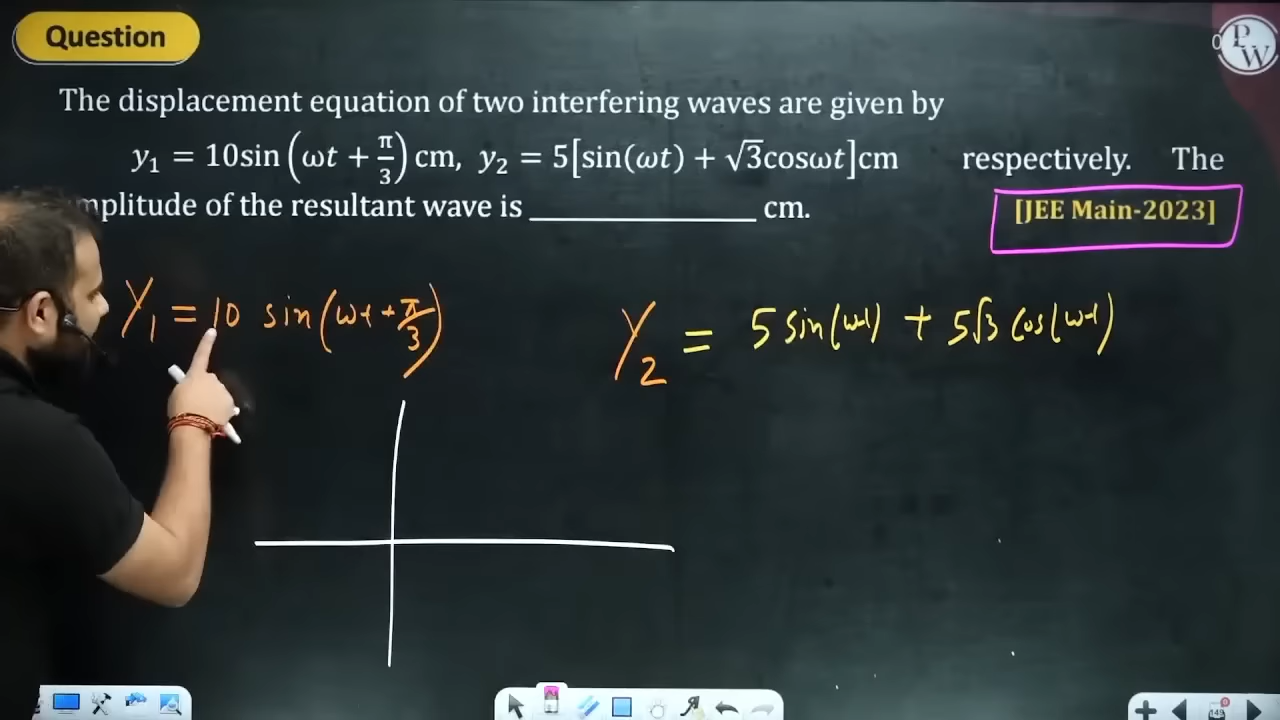 Question
PW
The displacement equation of two interfering waves are given by
y₁ = 10sin(ωt + π/3) cm, y₂ = 5[sin(ωt) + √3cosωt]cm respectively. The
mplitude of the resultant wave is ____________ cm.
[JEE Main-2023]
Y₁ = 10 sin(ωt + π/3)
Y₂ = 5 sin(ωt) + 5√3 cos(ωt)